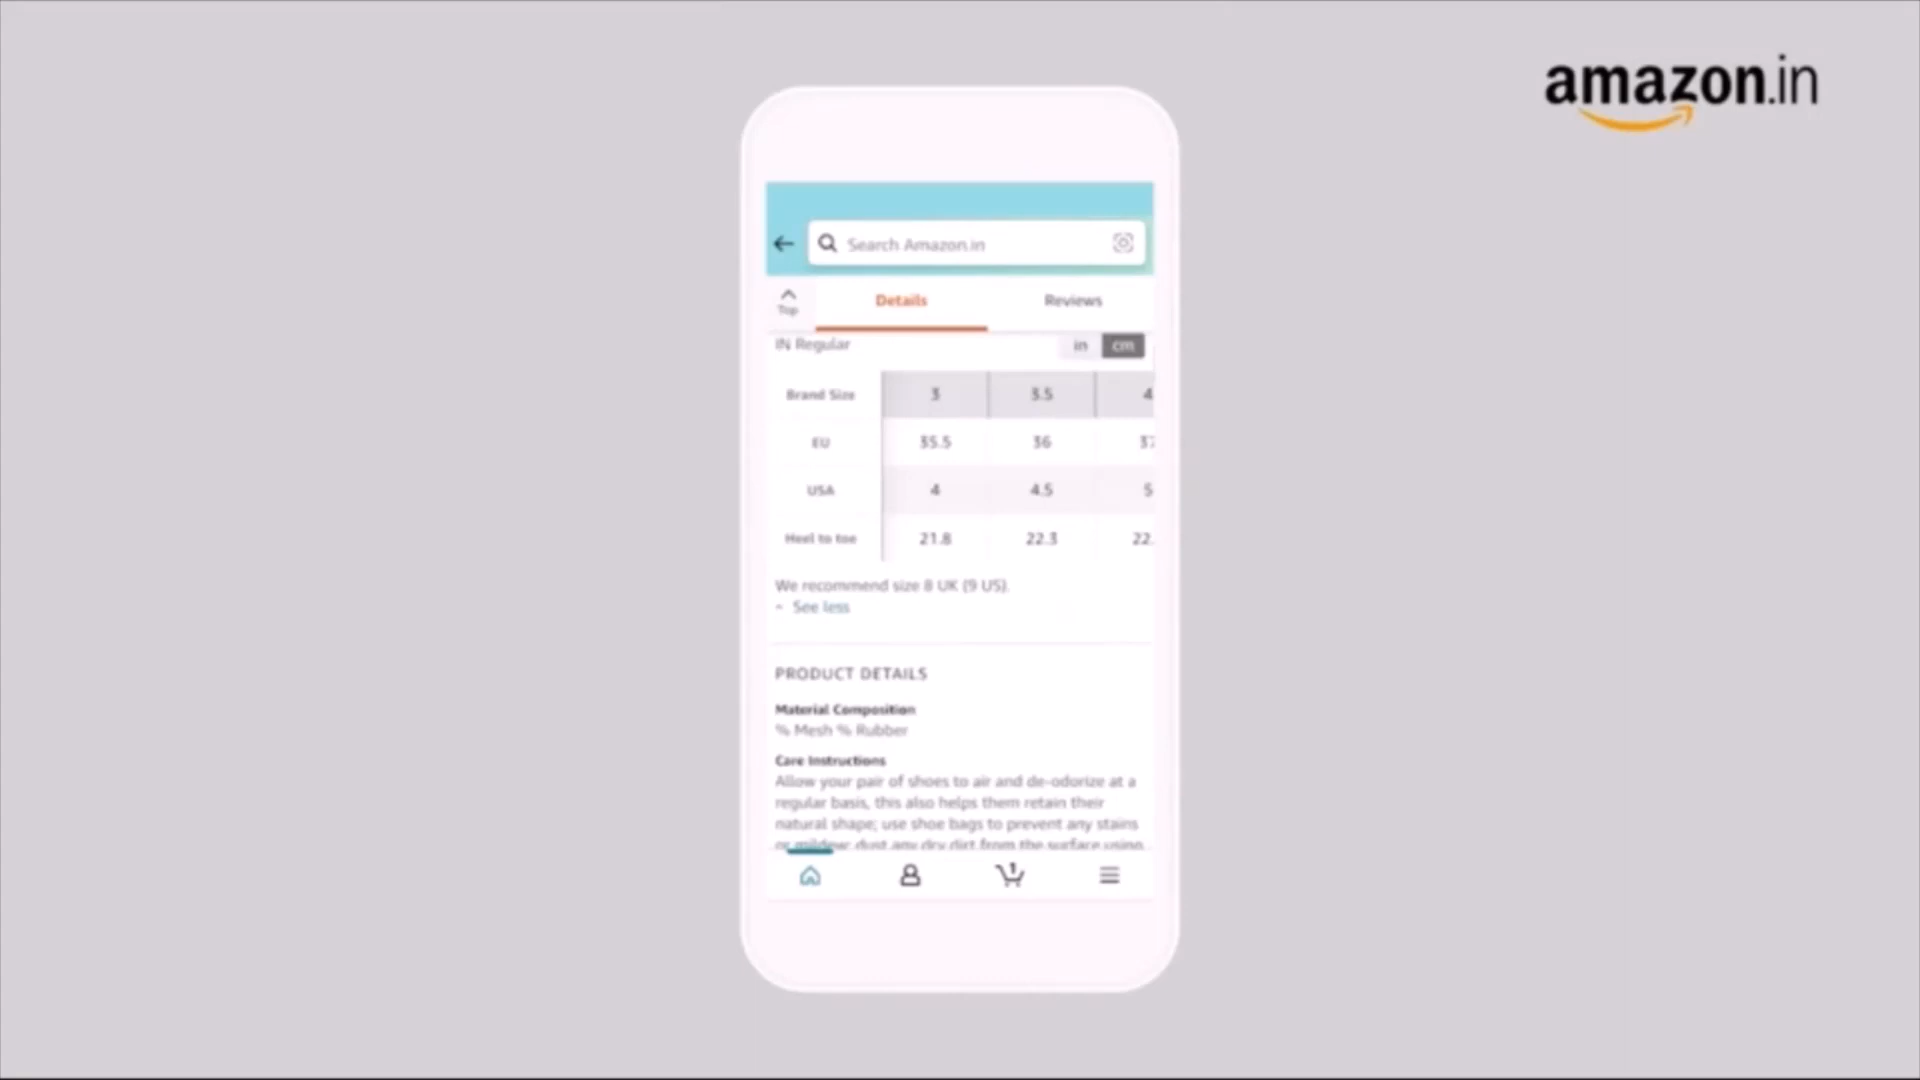 amazon.in
Search Amazon.in
Top Details Reviews
IN Regular in cm
Brand Size 3 3.5 4
EU 35.5 36 37
USA 4 4.5 5
Heel to toe 21.8 22.3 22.
We recommend size 8 UK (9 US).
See less
PRODUCT DETAILS
Material Composition
% Mesh % Rubber
Care Instructions
Allow your pair of shoes to air and de-odorize at a
regular basis, this also helps them retain their
natural shape; use shoe bags to prevent any stains
or mildew; dust any dry dirt from the surface using
1